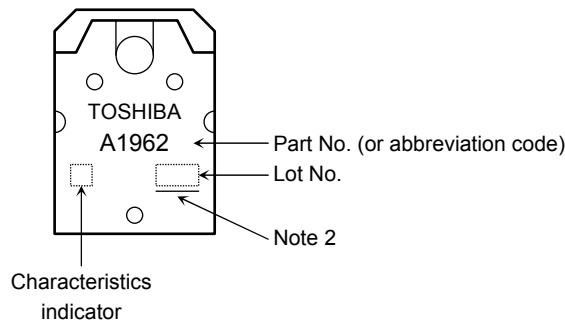 TOSHIBA
A1962
Part No. (or abbreviation code)
Lot No.
Note 2
Characteristics
indicator